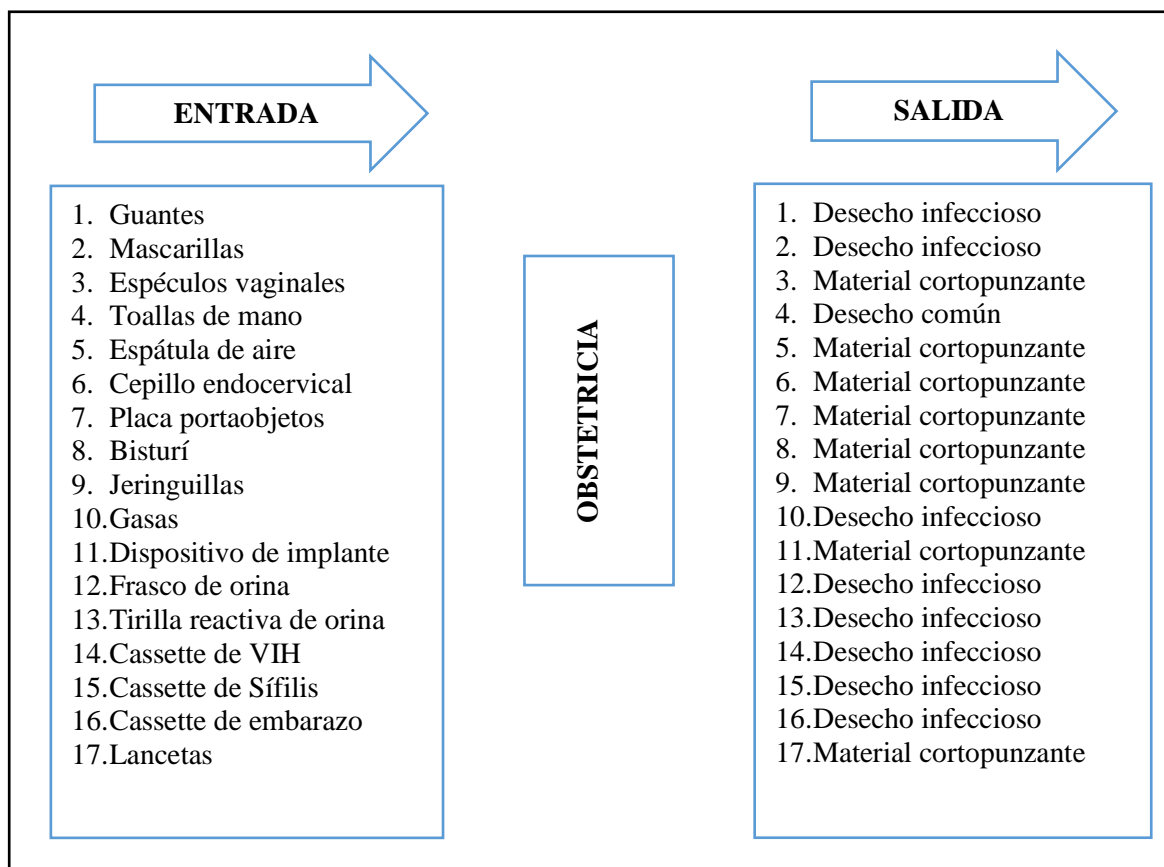 ENTRADA
1. Guantes
2. Mascarillas
3. Espéculos vaginales
4. Toallas de mano
5. Espátula de aire
6. Cepillo endocervical
7. Placa portaobjetos
8. Bisturí
9. Jeringuillas
10.Gasas
11.Dispositivo de implante
12.Frasco de orina
13.Tirilla reactiva de orina
14.Cassette de VIH
15.Cassette de Sífilis
16.Cassette de embarazo
17.Lancetas
OBSTETRICIA
SALIDA
1. Desecho infeccioso
2. Desecho infeccioso
3. Material cortopunzante
4. Desecho común
5. Material cortopunzante
6. Material cortopunzante
7. Material cortopunzante
8. Material cortopunzante
9. Material cortopunzante
10.Desecho infeccioso
11.Material cortopunzante
12.Desecho infeccioso
13.Desecho infeccioso
14.Desecho infeccioso
15.Desecho infeccioso
16.Desecho infeccioso
17.Material cortopunzante